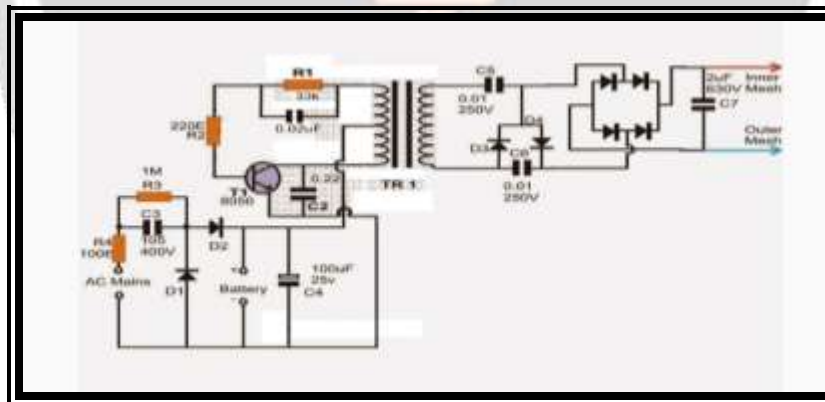 R1
33k
0.02uF
220E
R2
T1
8050
0.22
C2
TR 1
C5
0.01
250V
D3
D4
C6
0.01
250V
2uF
630V
C7
Inner
Mesh
Outer
Mesh
1M
R3
C3
105
400V
R4
100E
AC Mains
D1
D2
+
Battery
-
100uF
25v
C4